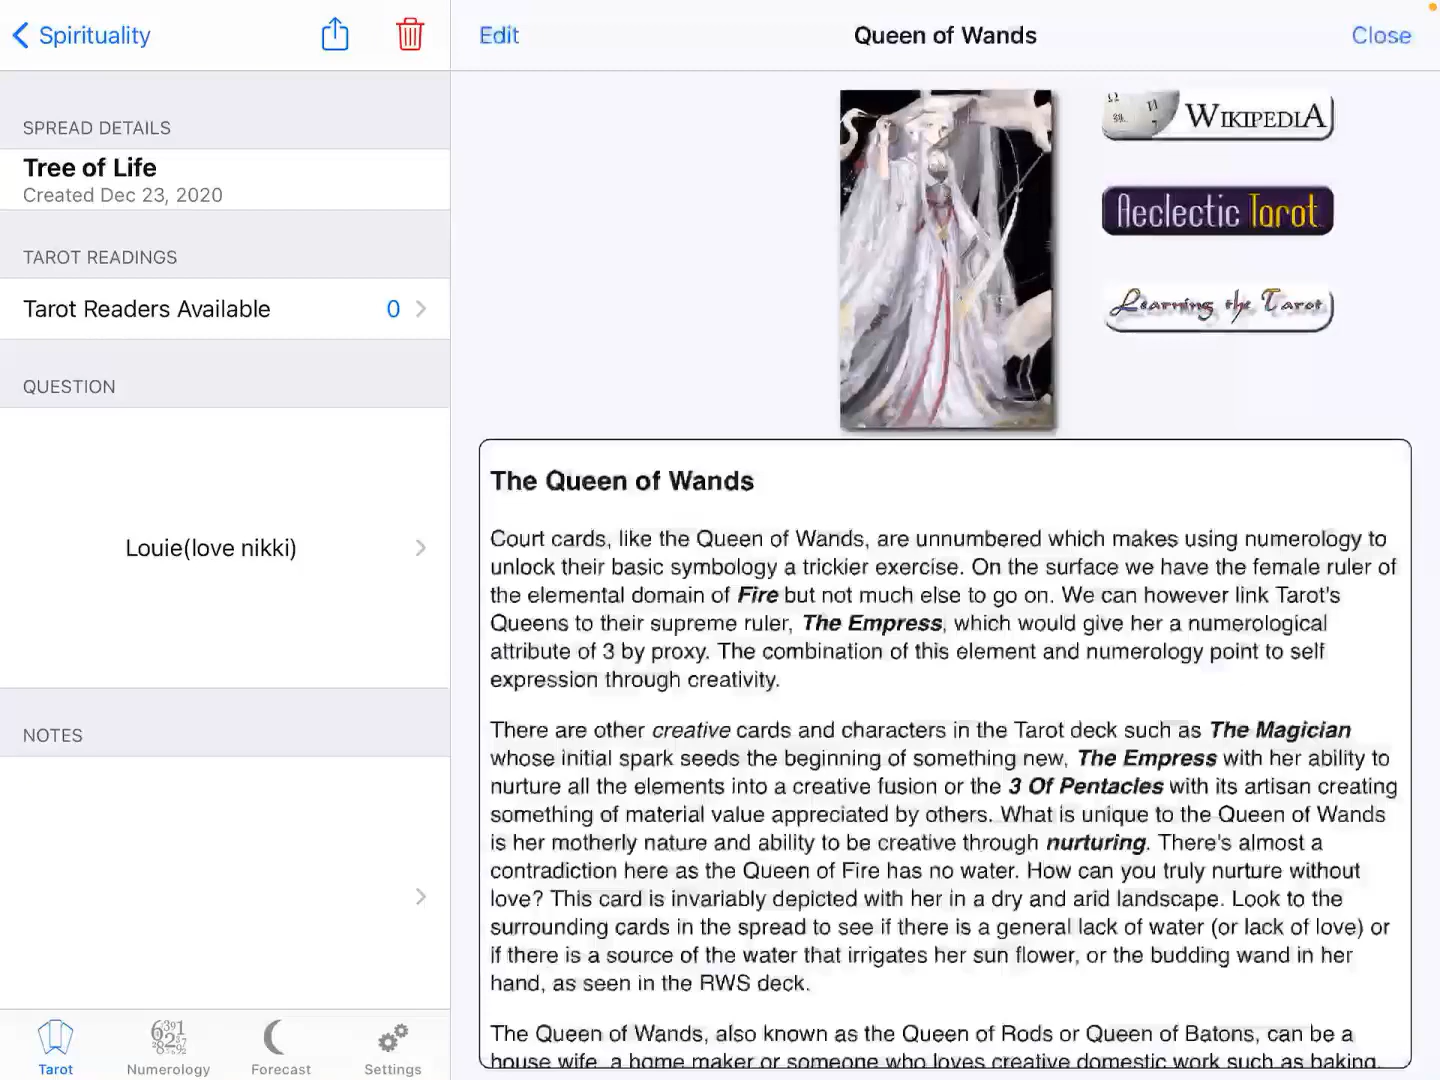 Spirituality
SPREAD DETAILS
Tree of Life
Created Dec 23, 2020
TAROT READINGS
Tarot Readers Available 0
QUESTION
Louie(love nikki)
NOTES
Tarot
Numerology
Forecast
Settings
Edit
Queen of Wands
Close
WIKIPEDIA
Aeclectic Tarot
Learning the Tarot
The Queen of Wands
Court cards, like the Queen of Wands, are unnumbered which makes using numerology to
unlock their basic symbology a trickier exercise. On the surface we have the female ruler of
the elemental domain of Fire but not much else to go on. We can however link Tarot's
Queens to their supreme ruler, The Empress, which would give her a numerological
attribute of 3 by proxy. The combination of this element and numerology point to self
expression through creativity.
There are other creative cards and characters in the Tarot deck such as The Magician
whose initial spark seeds the beginning of something new, The Empress with her ability to
nurture all the elements into a creative fusion or the 3 Of Pentacles with its artisan creating
something of material value appreciated by others. What is unique to the Queen of Wands
is her motherly nature and ability to be creative through nurturing. There's almost a
contradiction here as the Queen of Fire has no water. How can you truly nurture without
love? This card is invariably depicted with her in a dry and arid landscape. Look to the
surrounding cards in the spread to see if there is a general lack of water (or lack of love) or
if there is a source of the water that irrigates her sun flower, or the budding wand in her
hand, as seen in the RWS deck.
The Queen of Wands, also known as the Queen of Rods or Queen of Batons, can be a
house wife, a home maker or someone who loves creative domestic work such as baking,